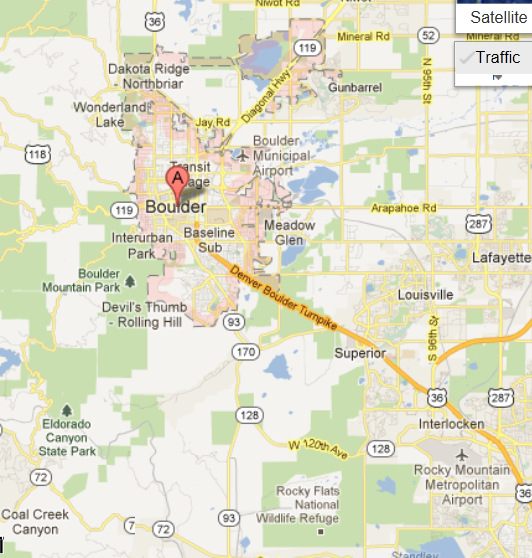 Niwot Rd
36
119
Mineral Rd
52
Mineral Rd
Satellite
Traffic
Dakota Ridge -
Northbriar
Diagonal Hwy
N 95th St
Gunbarrel
Wonderland
Lake
Jay Rd
118
Boulder
Municipal
Airport
Transit
A
119
Boulder
Arapahoe Rd
287
Interurban
Park
Baseline
Sub
Meadow
Glen
Lafayette
Boulder
Mountain Park
Denver Boulder Turnpike
Louisville
Devil's Thumb
- Rolling Hill
93
S 96th St
170
Superior
36
287
128
Interlocken
Eldorado
Canyon
State Park
W 120th Ave
128
72
Rocky Mountain
Metropolitan
Airport
36
Rocky Flats
National
Wildlife Refuge
Coal Creek
Canyon
72
93
72
Standley